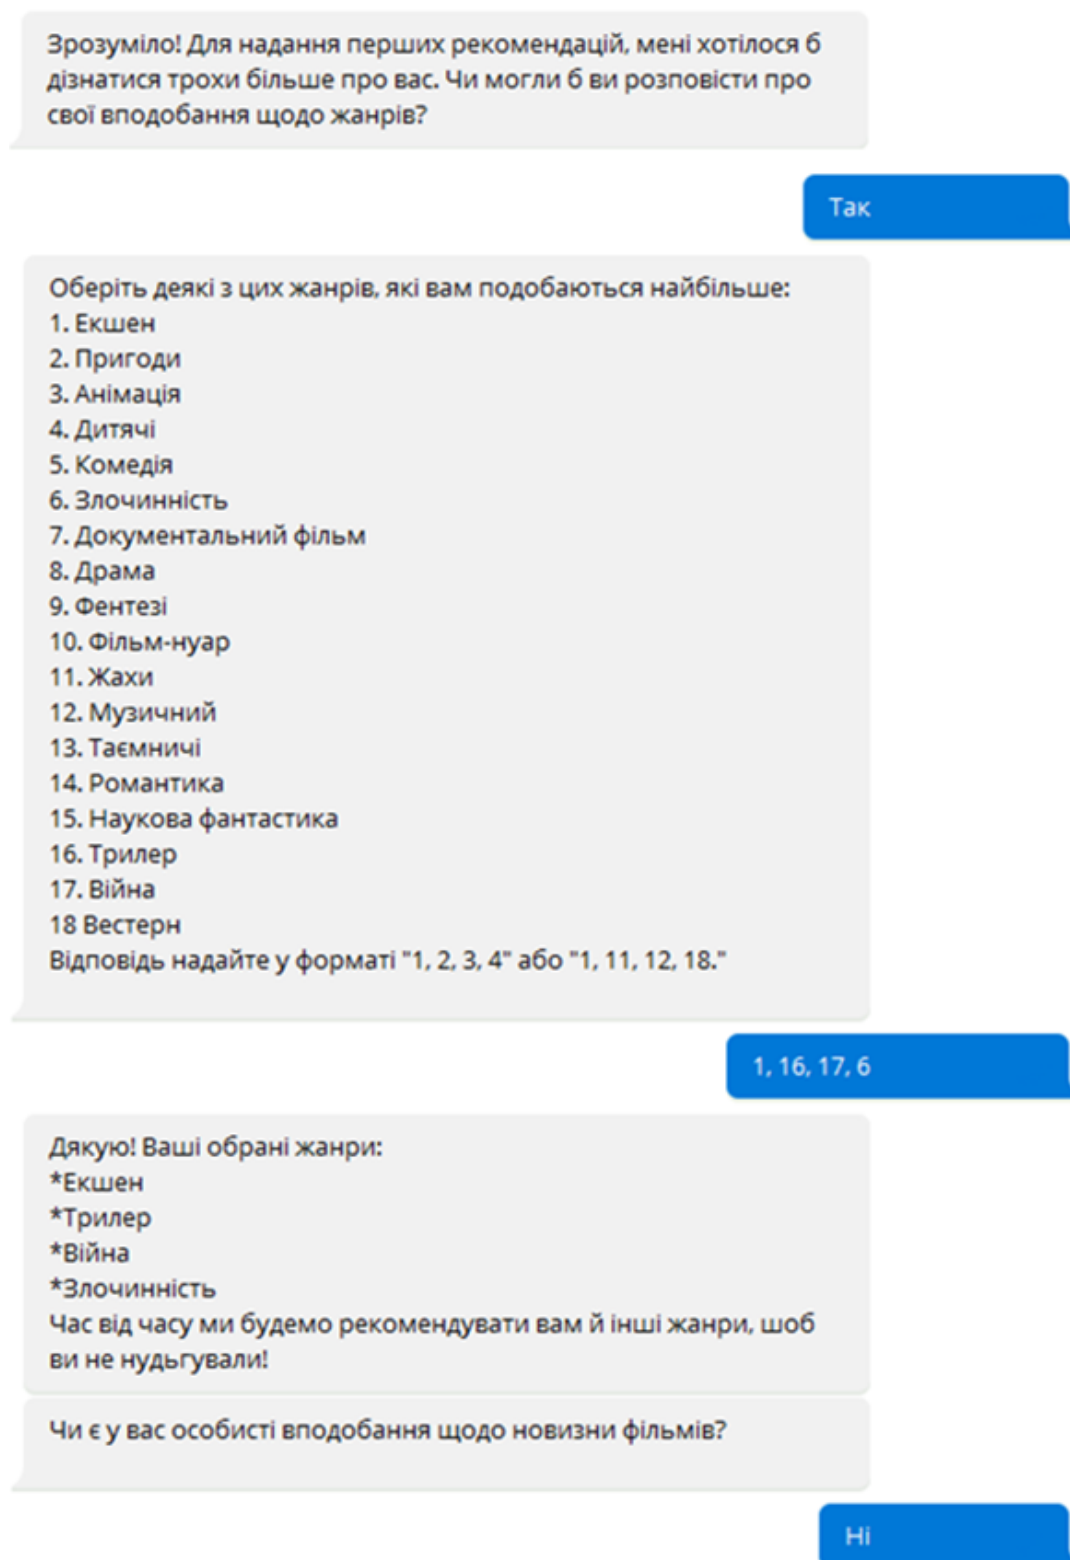 Зрозуміло! Для надання перших рекомендацій, мені хотілося б
дізнатися трохи більше про вас. Чи могли б ви розповісти про
свої вподобання щодо жанрів?
Так
Оберіть деякі з цих жанрів, які вам подобаються найбільше:
1. Екшен
2. Пригоди
3. Анімація
4. Дитячі
5. Комедія
6. Злочинність
7. Документальний фільм
8. Драма
9. Фентезі
10. Фільм-нуар
11. Жахи
12. Музичний
13. Таємничі
14. Романтика
15. Наукова фантастика
16. Трилер
17. Війна
18 Вестерн
Відповідь надайте у форматі "1, 2, 3, 4" або "1, 11, 12, 18."
1, 16, 17, 6
Дякую! Ваші обрані жанри:
*Екшен
*Трилер
*Війна
*Злочинність
Час від часу ми будемо рекомендувати вам й інші жанри, шоб
ви не нудьгували!
Чи є у вас особисті вподобання щодо новизни фільмів?
Ні